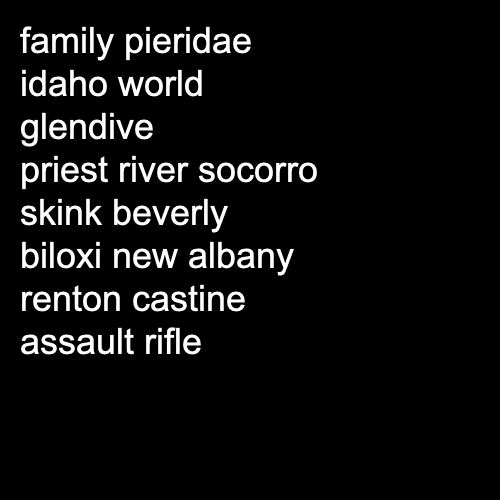 family pieridae
idaho world
glendive
priest river socorro
skink beverly
biloxi new albany
renton castine
assault rifle